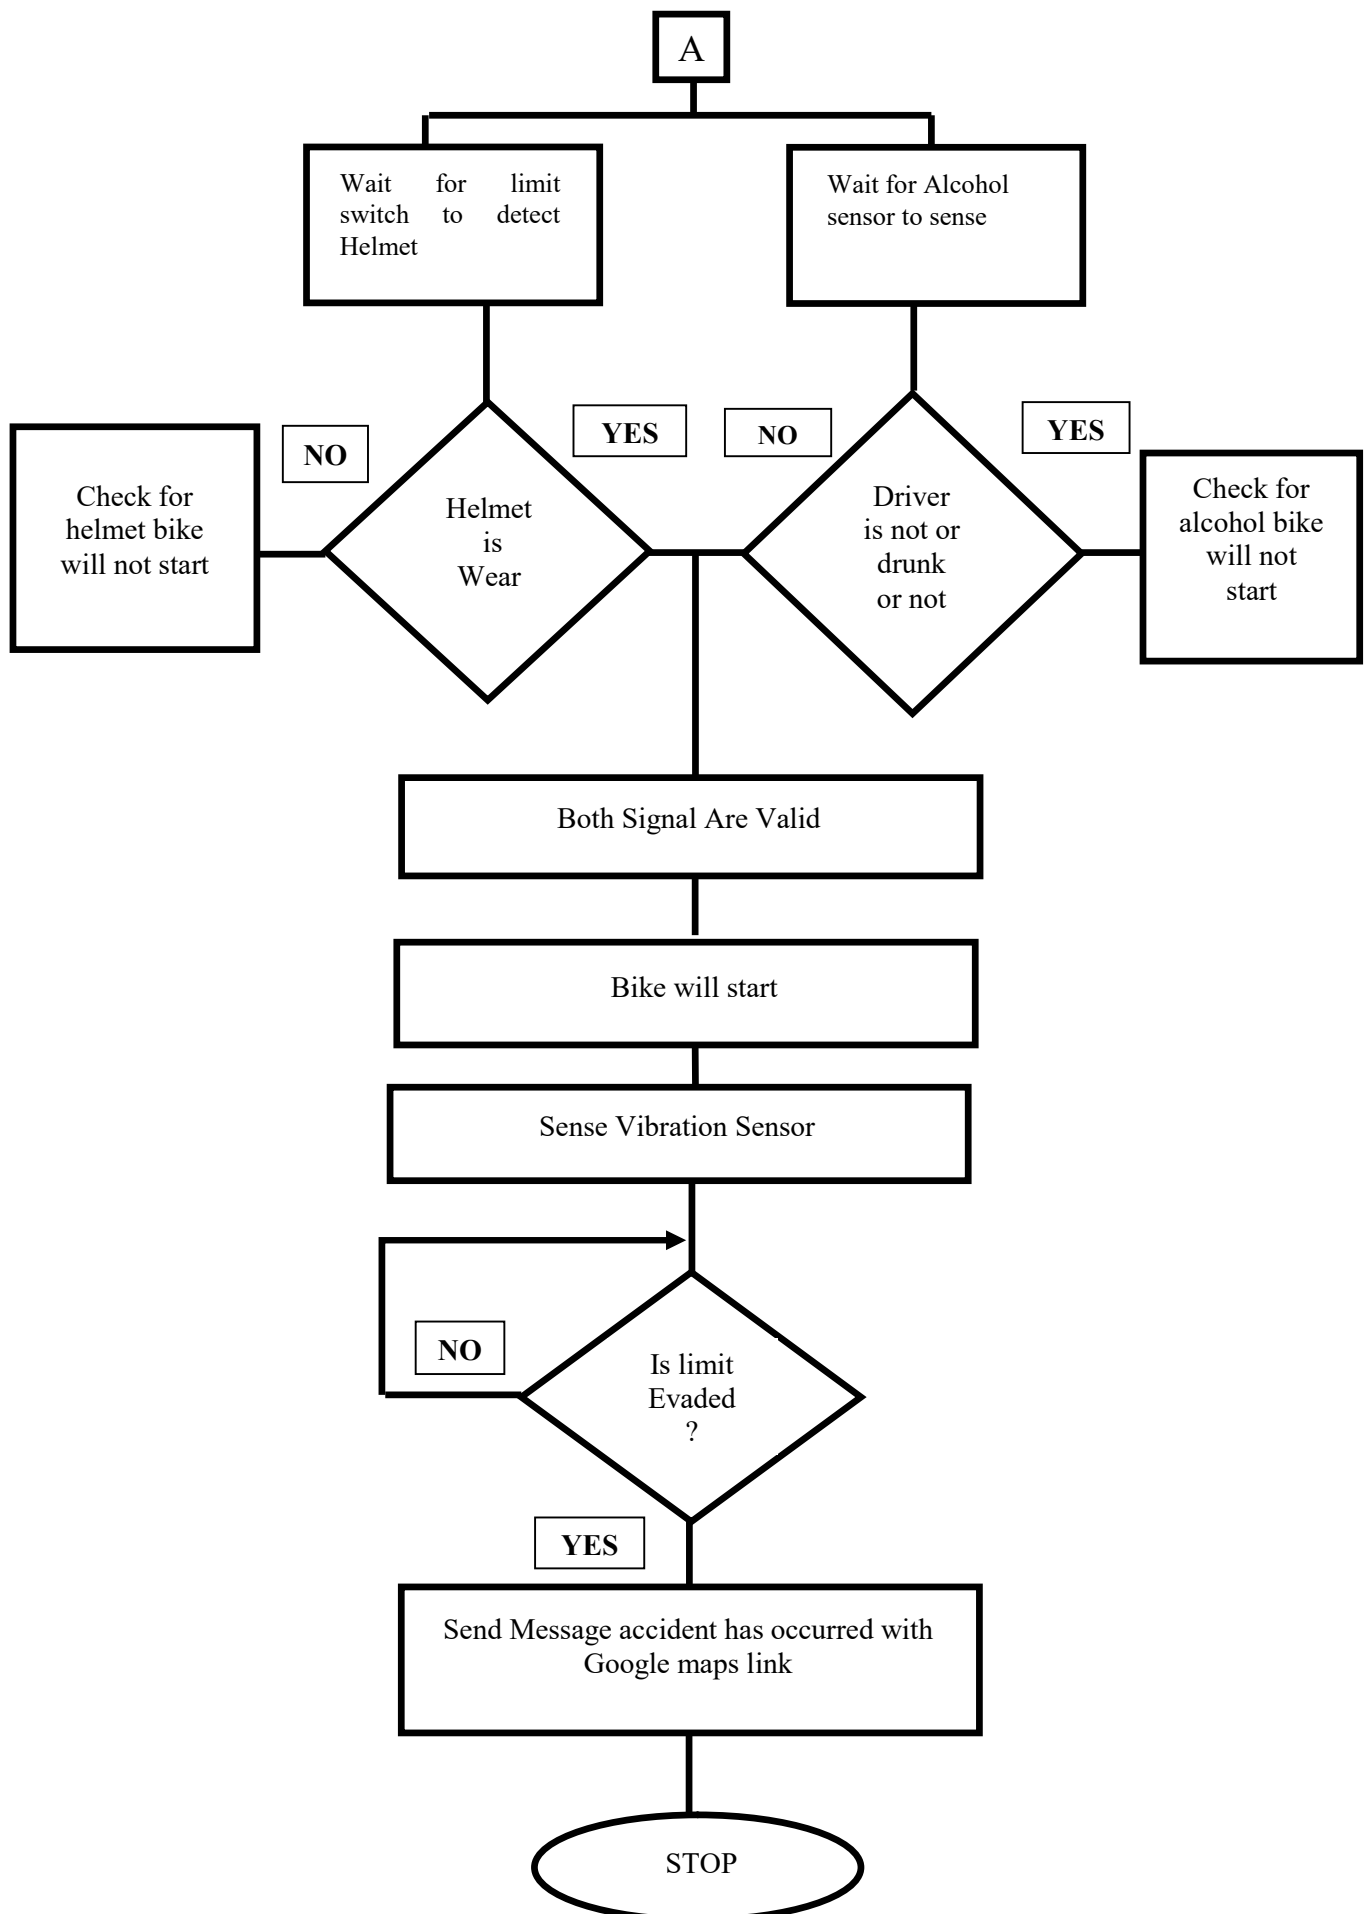 A
Wait for limit
switch to detect
Helmet
Wait for Alcohol
sensor to sense
NO
YES
NO
YES
Check for
helmet bike
will not start
Helmet
is
Wear
Driver
is not or
drunk
or not
Check for
alcohol bike
will not
start
Both Signal Are Valid
Bike will start
Sense Vibration Sensor
NO
Is limit
Evaded
?
YES
Send Message accident has occurred with
Google maps link
STOP